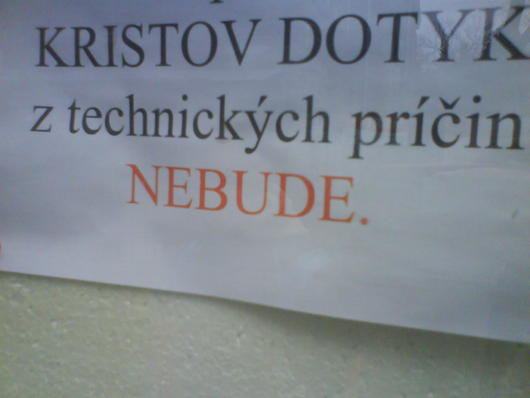 KRISTOV DOTYK
z technických príčin
NEBUDE.